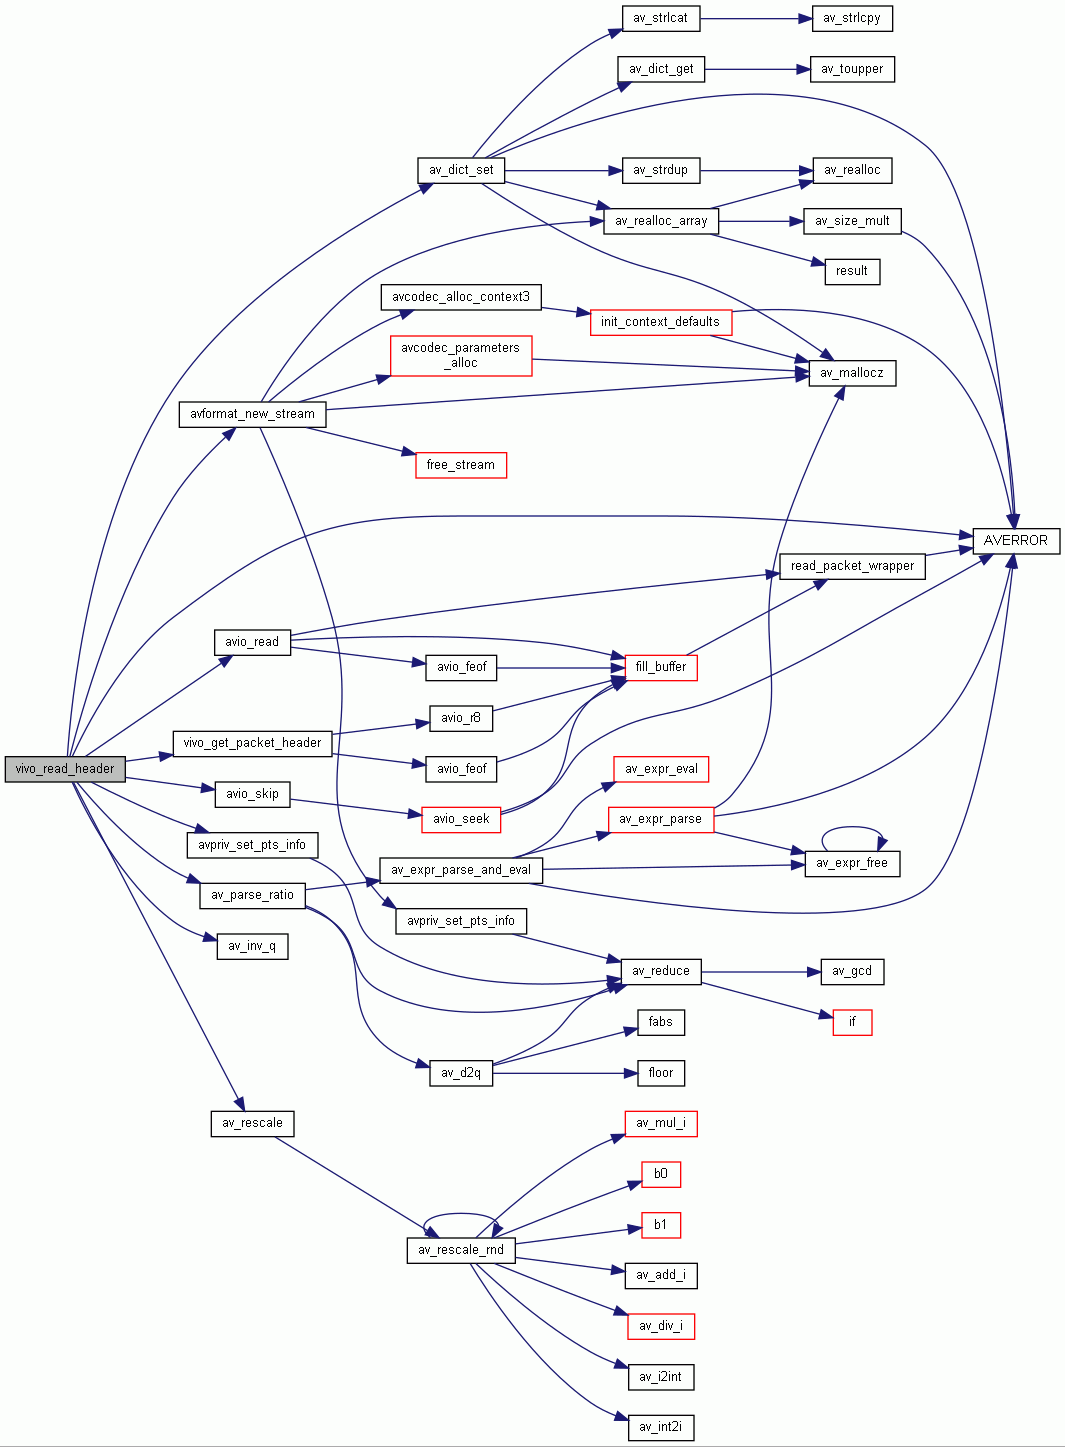 av_strlcat
av_strlcpy
av_dict_get
av_toupper
av_dict_set
av_strdup
av_realloc
av_realloc_array
av_size_mult
result
avcodec_alloc_context3
init_context_defaults
avcodec_parameters
_alloc
av_mallocz
avformat_new_stream
free_stream
AVERROR
read_packet_wrapper
avio_read
avio_feof
fill_buffer
avio_r8
vivo_get_packet_header
vivo_read_header
avio_feof
av_expr_eval
avio_skip
avio_seek
av_expr_parse
avpriv_set_pts_info
av_expr_parse_and_eval
av_expr_free
av_parse_ratio
avpriv_set_pts_info
av_inv_q
av_reduce
av_gcd
fabs
if
av_d2q
floor
av_rescale
av_mul_i
b0
b1
av_rescale_rnd
av_add_i
av_div_i
av_i2int
av_int2i